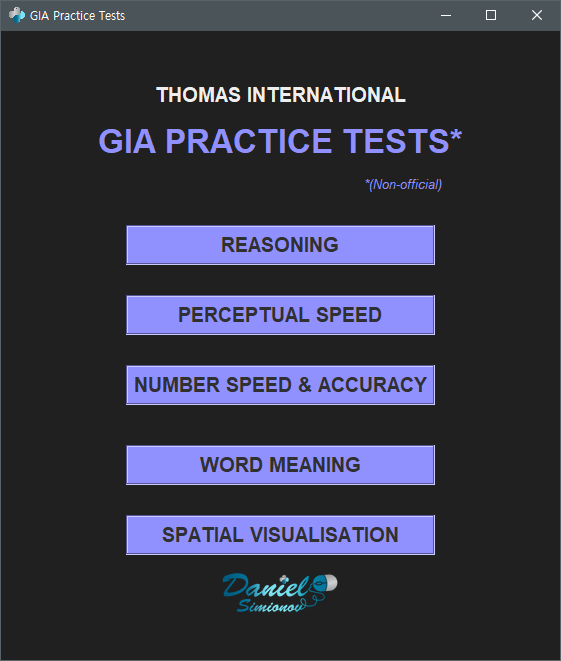 GIA Practice Tests
THOMAS INTERNATIONAL
GIA PRACTICE TESTS*
*(Non-official)
REASONING
PERCEPTUAL SPEED
NUMBER SPEED & ACCURACY
WORD MEANING
SPATIAL VISUALISATION
Daniel
Simionov